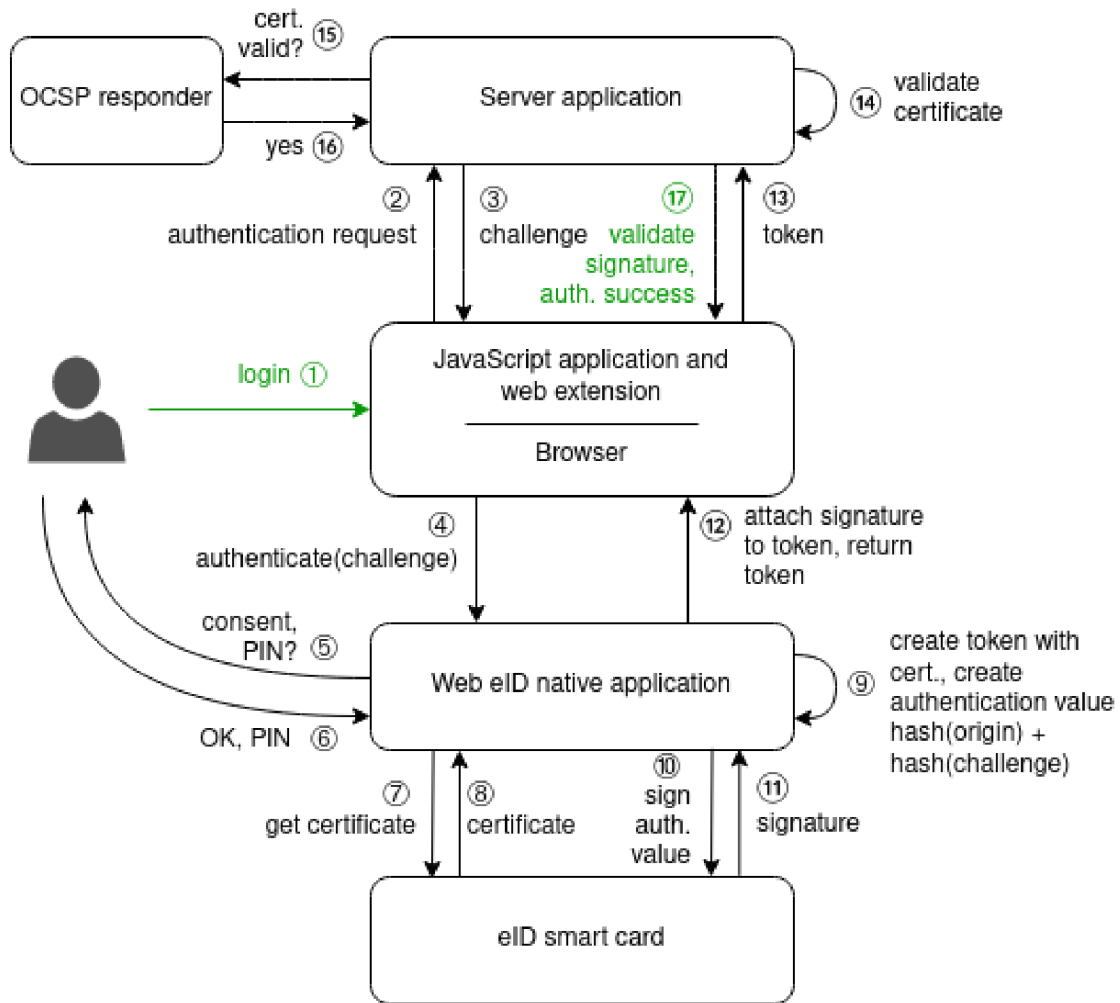 cert.
valid? ⑮
OCSP responder
Server application
⑭ validate
certificate
yes ⑯
② ③ ⑰ ⑬
authentication request
challenge
validate
signature,
auth. success
token
JavaScript application and
web extension
Browser
login ①
④
authenticate(challenge)
⑫ attach signature
to token, return
token
consent,
PIN? ⑤
Web eID native application
⑨ create token with
cert., create
authentication value
hash(origin) +
hash(challenge)
OK, PIN ⑥
⑦
get certificate
⑧
certificate
⑩
sign
auth.
value
⑪
signature
eID smart card